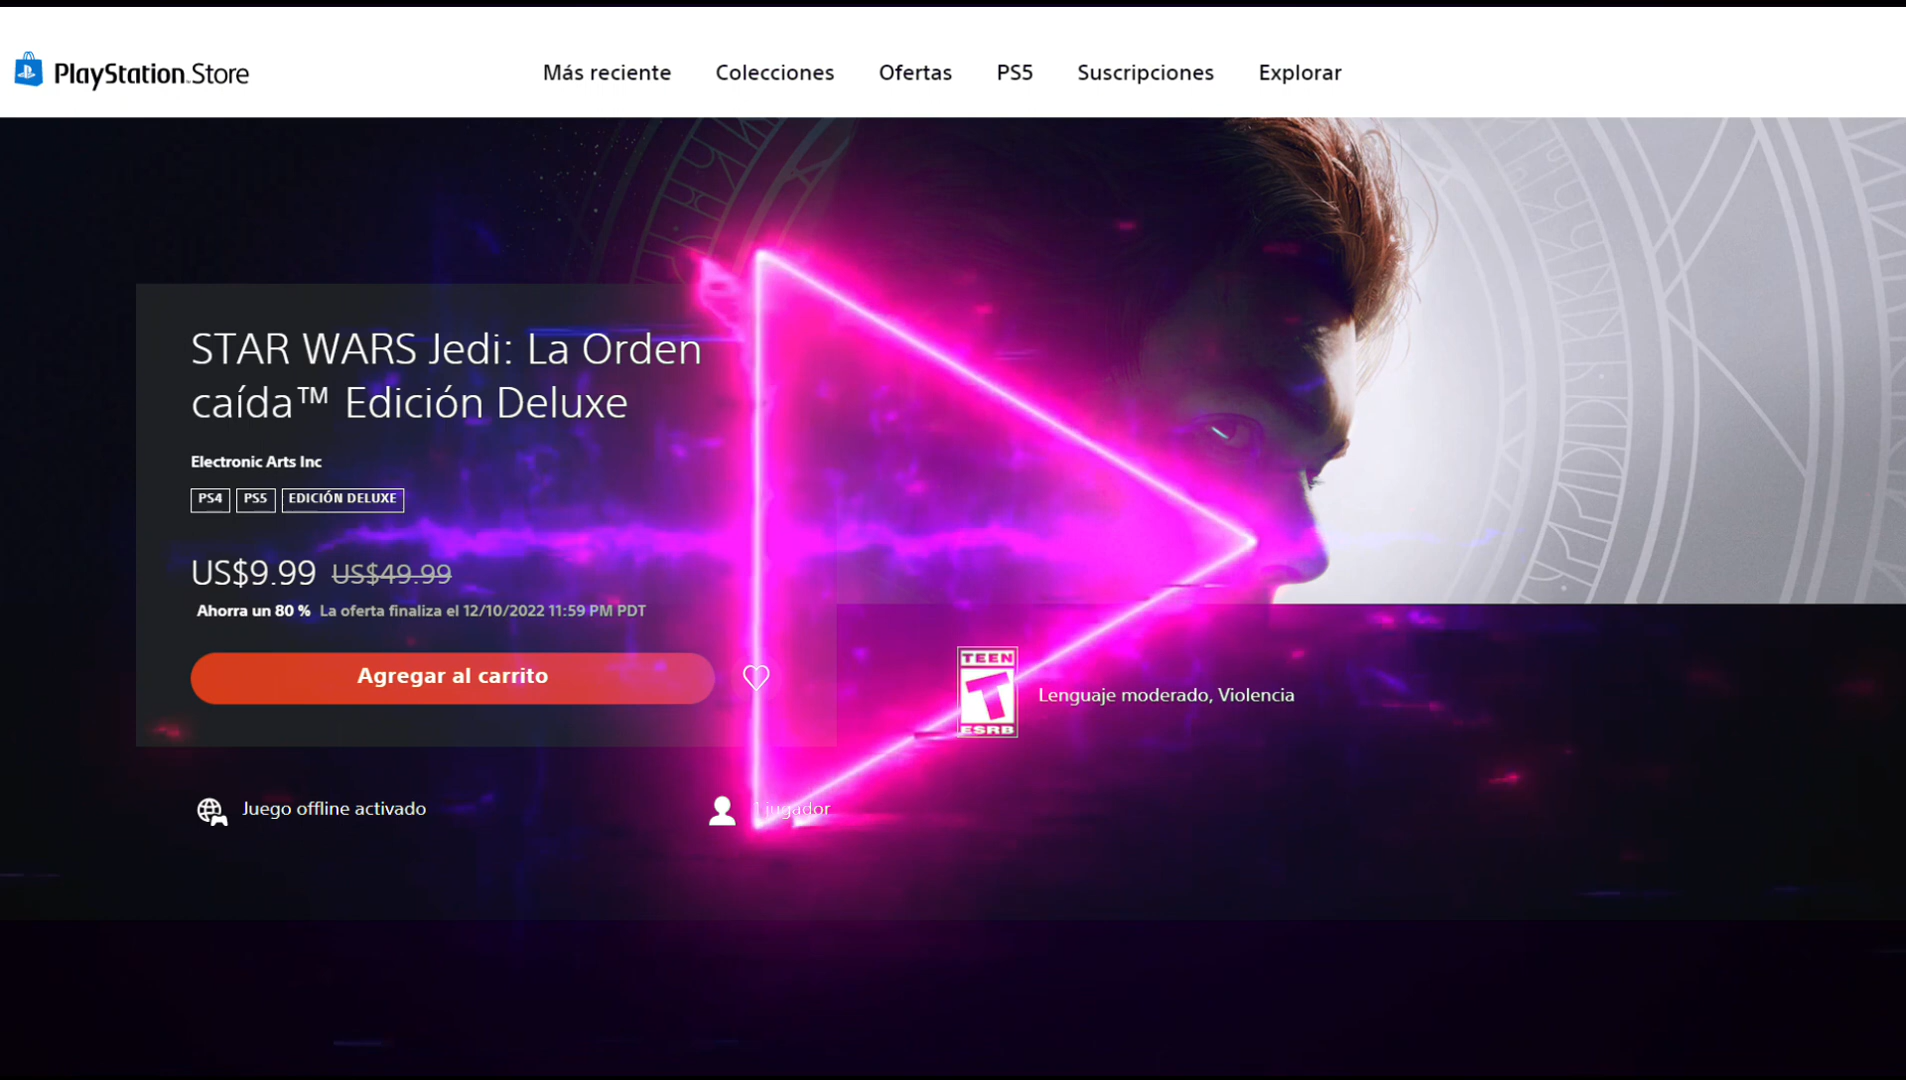 PlayStation Store
Más reciente Colecciones Ofertas PS5 Suscripciones Explorar
STAR WARS Jedi: La Orden
caída™ Edición Deluxe
Electronic Arts Inc
PS4 PS5 EDICIÓN DELUXE
US$9.99 US$49.99
Ahorra un 80 % La oferta finaliza el 12/10/2022 11:59 PM PDT
Agregar al carrito
TEEN
T
ESRB
Lenguaje moderado, Violencia
Juego offline activado
1 jugador